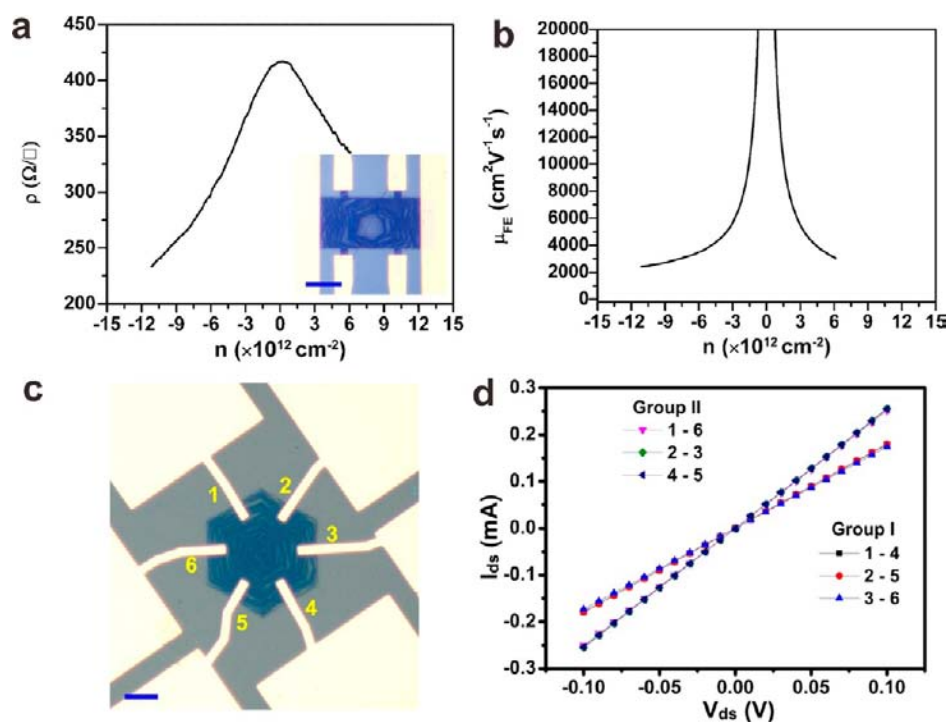 a
450
400
350
300
250
200
ρ (Ω/□)
-15 -12 -9 -6 -3 0 3 6 9 12 15
n (×10¹² cm⁻²)
b
20000
18000
16000
14000
12000
10000
8000
6000
4000
2000
0
μFE (cm²V⁻¹s⁻¹)
-15 -12 -9 -6 -3 0 3 6 9 12 15
n (×10¹² cm⁻²)
c
1
2
3
4
5
6
d
0.3
0.2
0.1
0.0
-0.1
-0.2
-0.3
Ids (mA)
Group II
1 - 6
2 - 3
4 - 5
Group I
1 - 4
2 - 5
3 - 6
-0.10 -0.05 0.00 0.05 0.10
Vds (V)